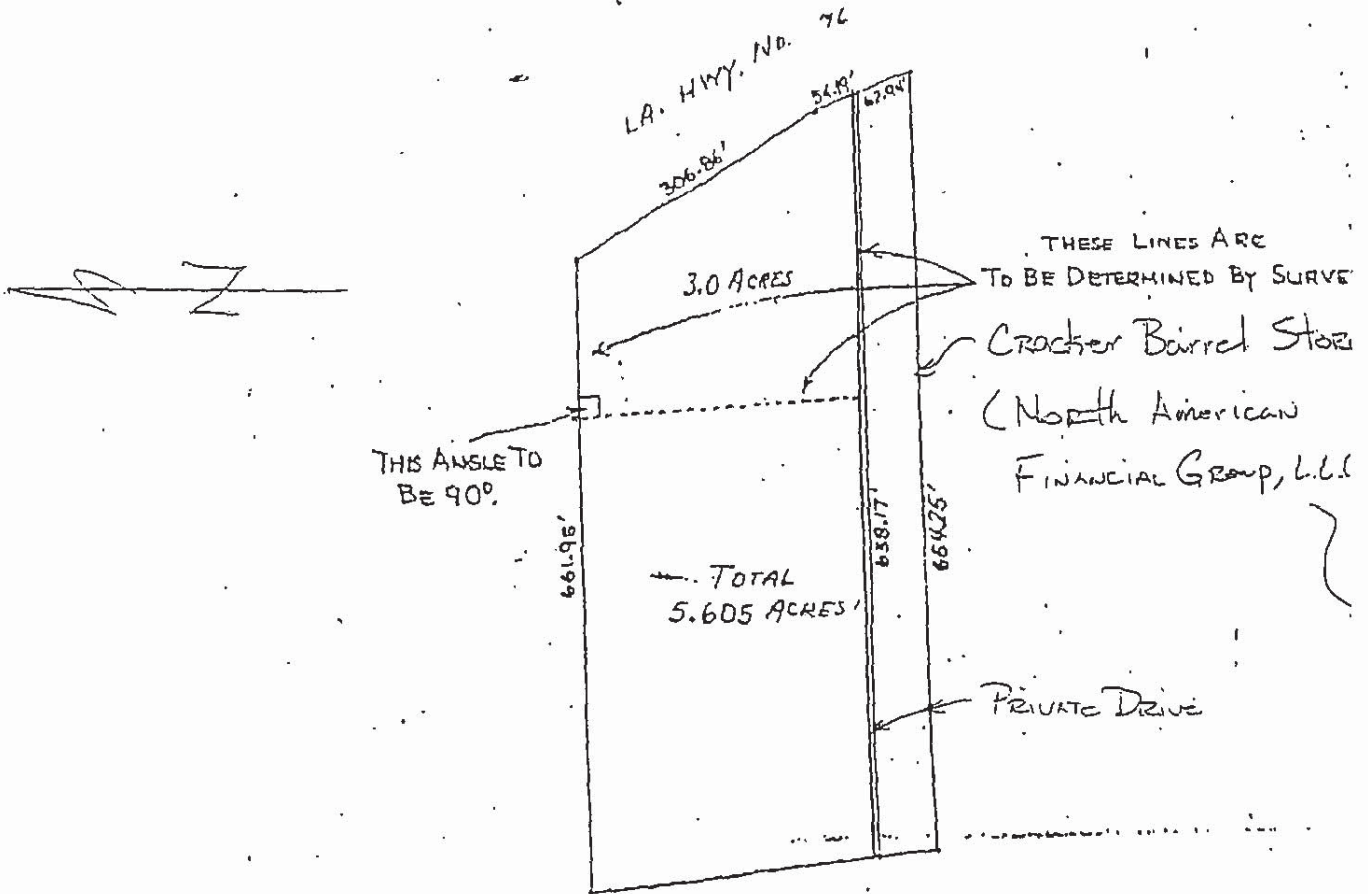 LA. HWY. NO. 76
54.19'
62.94'
306.86'
THESE LINES ARE
TO BE DETERMINED BY SURVE
3.0 ACRES
Cracker Barrel Store
(North American
Financial Group, L.L.C
THIS ANGLE TO
BE 90°.
661.95'
638.17'
664.25'
TOTAL
5.605 ACRES
PRIVATE DRIVE
N